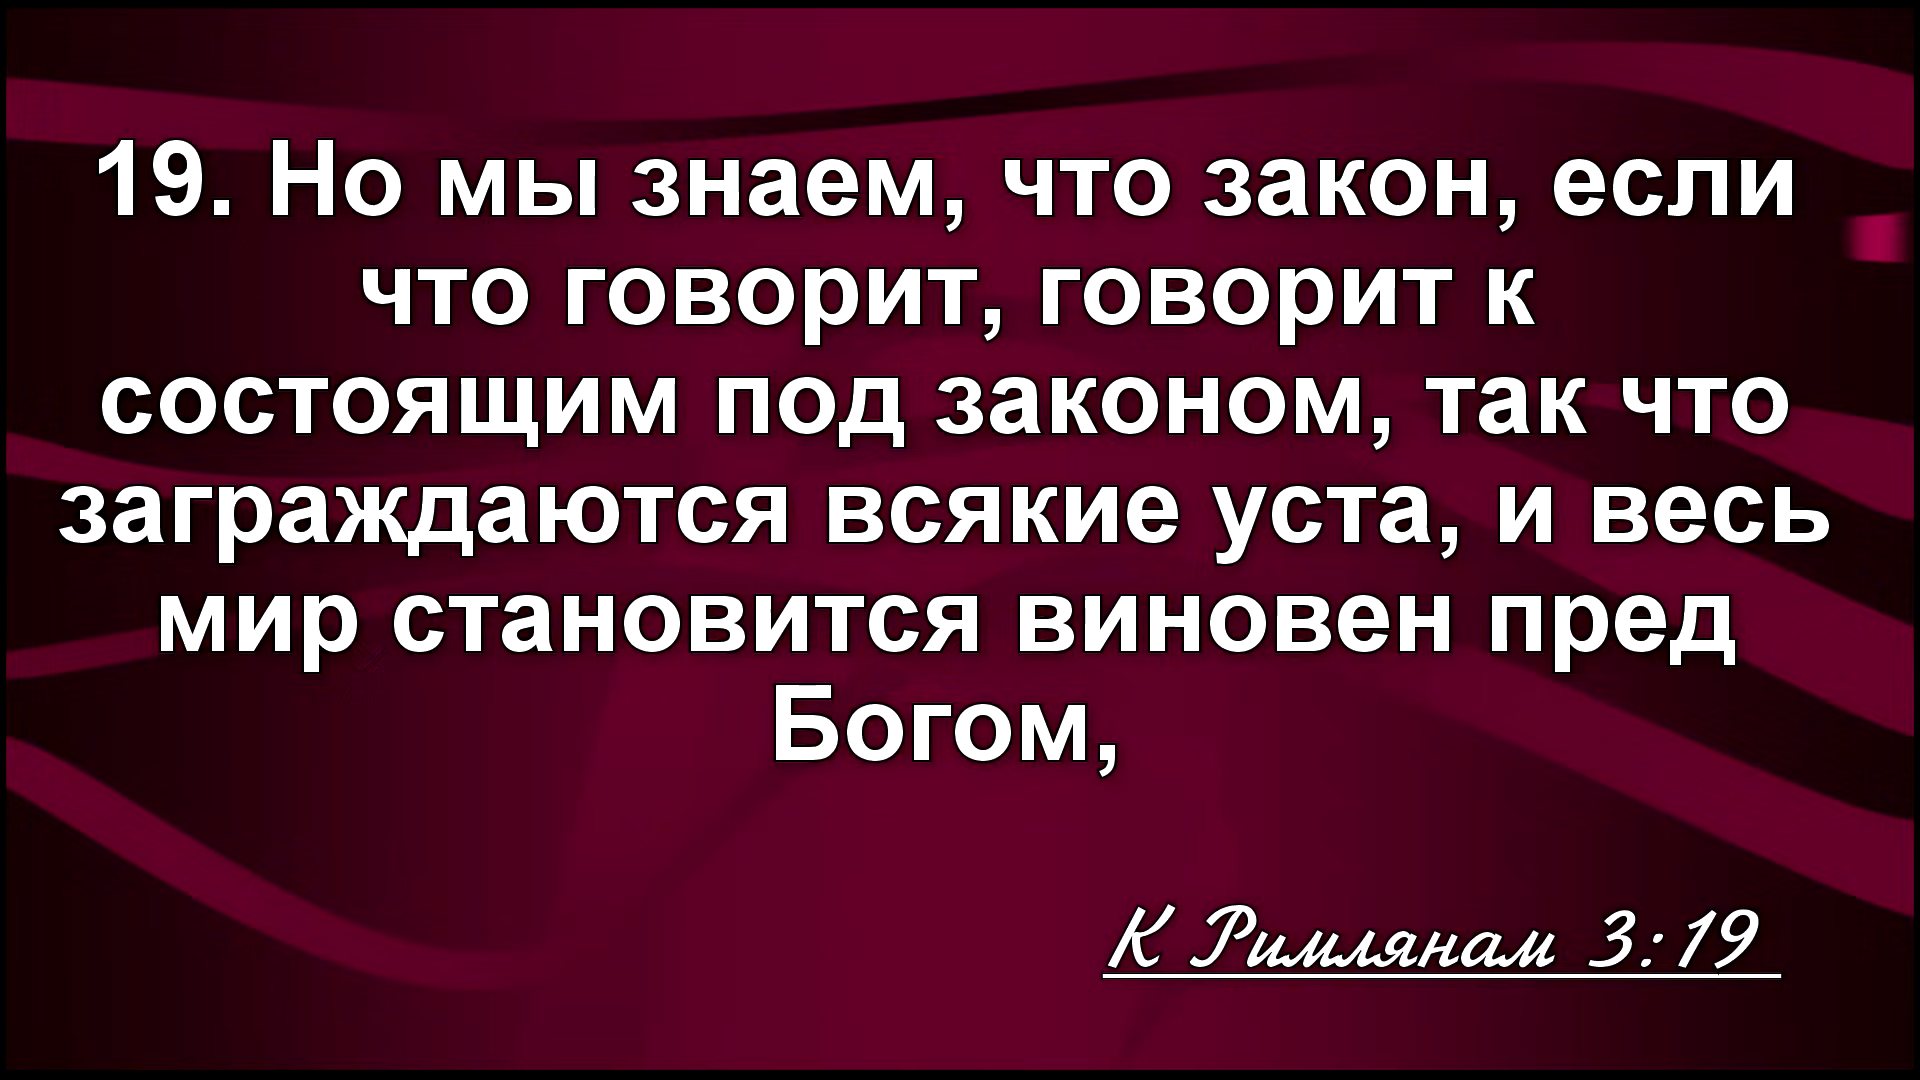 19. Но мы знаем, что закон, если
что говорит, говорит к
состоящим под законом, так что
заграждаются всякие уста, и весь
мир становится виновен пред
Богом,
К Римлянам 3:19